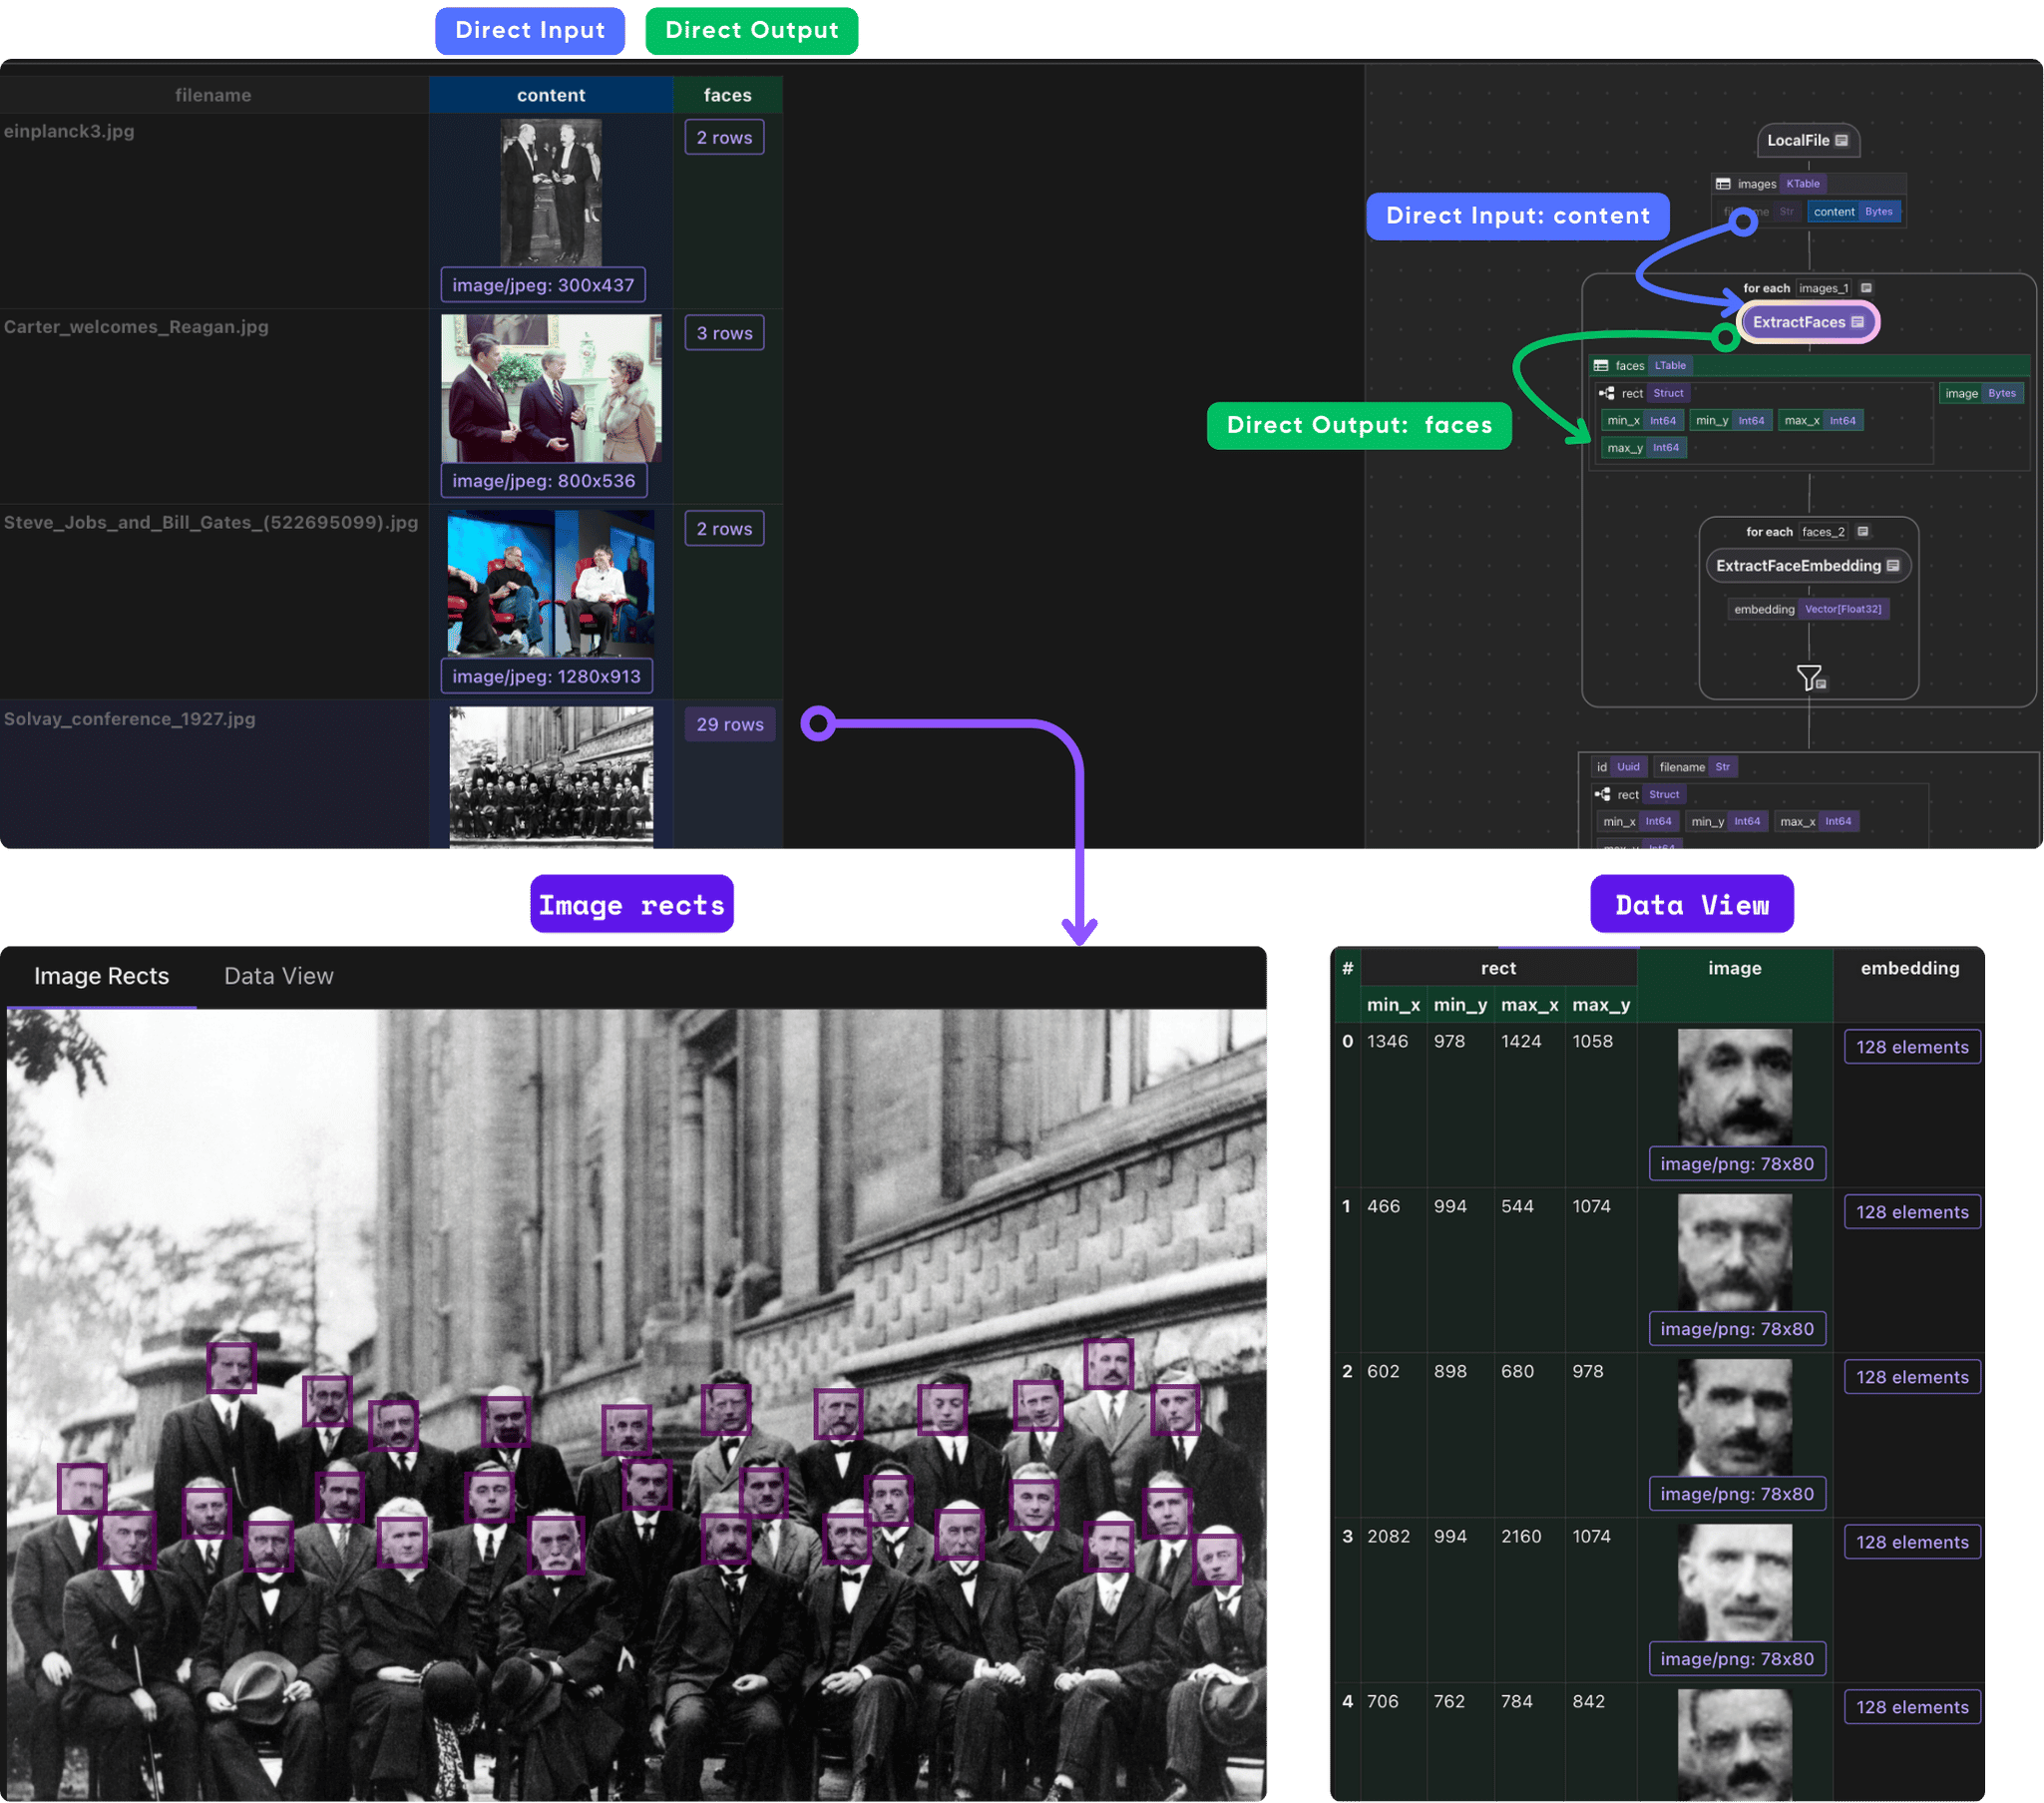 Direct Input
Direct Output
filename
content
faces
einplanck3.jpg
2 rows
image/jpeg: 300x437
Carter_welcomes_Reagan.jpg
3 rows
image/jpeg: 800x536
Steve_Jobs_and_Bill_Gates_(522695099).jpg
2 rows
image/jpeg: 1280x913
Solvay_conference_1927.jpg
29 rows
LocalFile
images KTable
Str content Bytes
Direct Input: content
for each images_1
ExtractFaces
faces LTable
rect Struct
image Bytes
min_x Int64 min_y Int64 max_x Int64
max_y Int64
Direct Output: faces
for each faces_2
ExtractFaceEmbedding
embedding Vector[Float32]
id Uuid filename Str
rect Struct
min_x Int64 min_y Int64 max_x Int64
max_y Int64
Image rects
Image Rects
Data View
Data View
# rect image embedding
min_x min_y max_x max_y
0 1346 978 1424 1058 128 elements
image/png: 78x80
1 466 994 544 1074 128 elements
image/png: 78x80
2 602 898 680 978 128 elements
image/png: 78x80
3 2082 994 2160 1074 128 elements
image/png: 78x80
4 706 762 784 842 128 elements